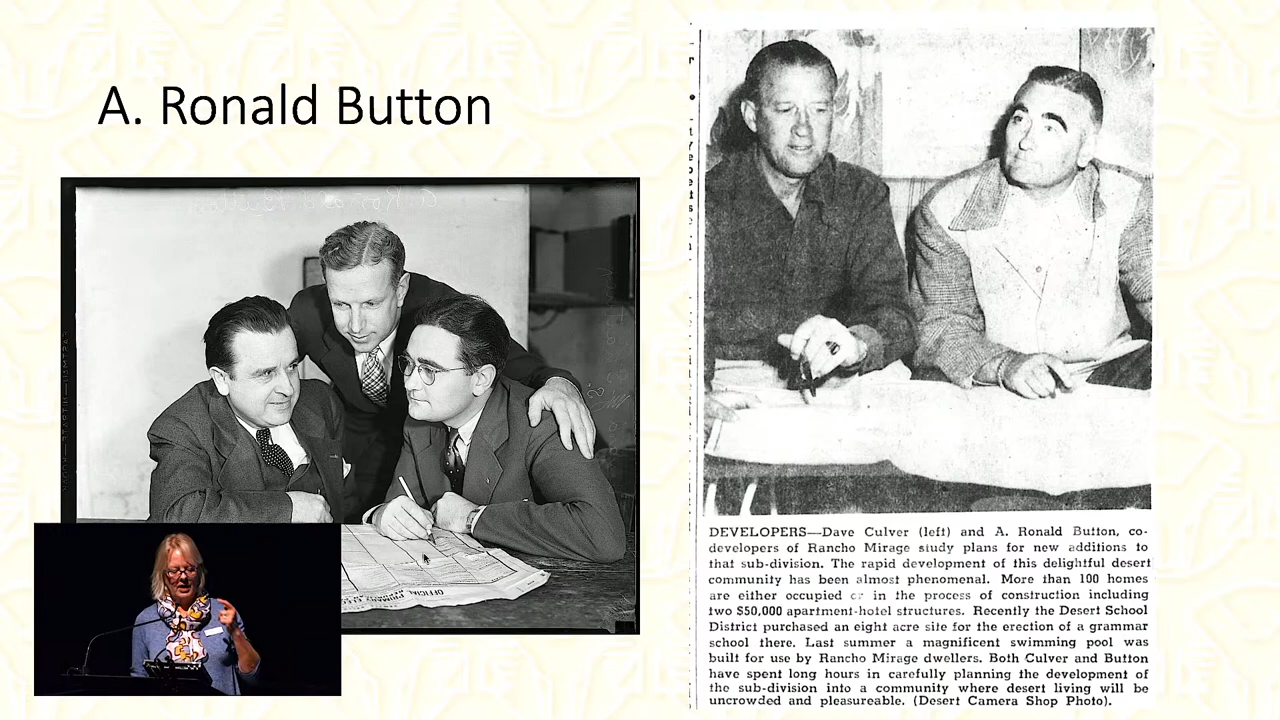 A. Ronald Button
OFFICIAL
DEVELOPERS—Dave Culver (left) and A. Ronald Button, co-
developers of Rancho Mirage study plans for new additions to
that sub-division. The rapid development of this delightful desert
community has been almost phenomenal. More than 100 homes
are either occupied or in the process of construction including
two $50,000 apartment-hotel structures. Recently the Desert School
District purchased an eight acre site for the erection of a grammar
school there. Last summer a magnificent swimming pool was
built for use by Rancho Mirage dwellers. Both Culver and Button
have spent long hours in carefully planning the development of
the sub-division into a community where desert living will be
uncrowded and pleasureable. (Desert Camera Shop Photo).